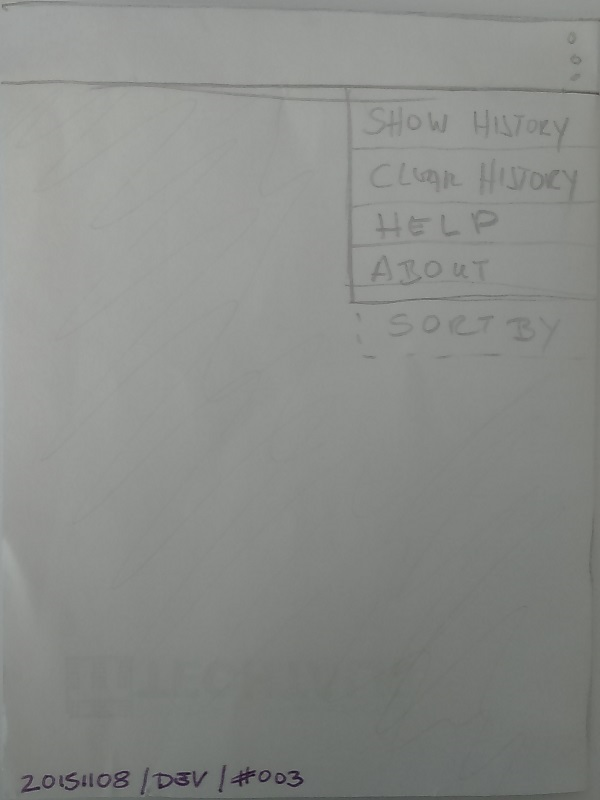 SHOW HISTORY
CLEAR HISTORY
HELP
ABOUT
SORT BY
20151108 / DEV / #003